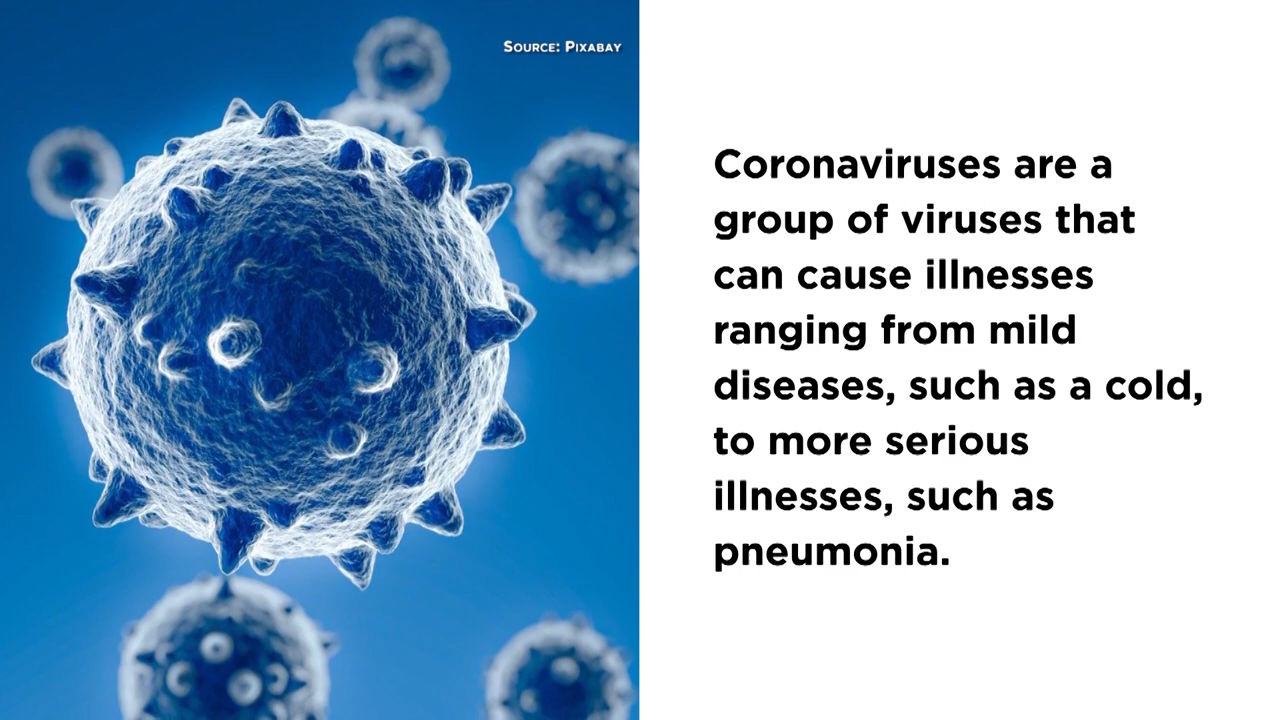 Source: Pixabay
Coronaviruses are a
group of viruses that
can cause illnesses
ranging from mild
diseases, such as a cold,
to more serious
illnesses, such as
pneumonia.